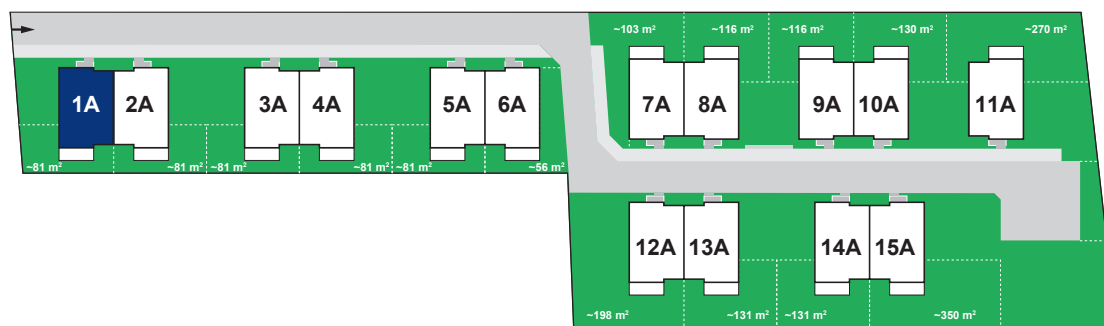 ~103 m²
~116 m²
~116 m²
~130 m²
~270 m²
1A
2A
3A
4A
5A
6A
7A
8A
9A
10A
11A
~81 m²
~81 m²
~81 m²
~81 m²
~81 m²
~56 m²
12A
13A
14A
15A
~198 m²
~131 m²
~131 m²
~350 m²